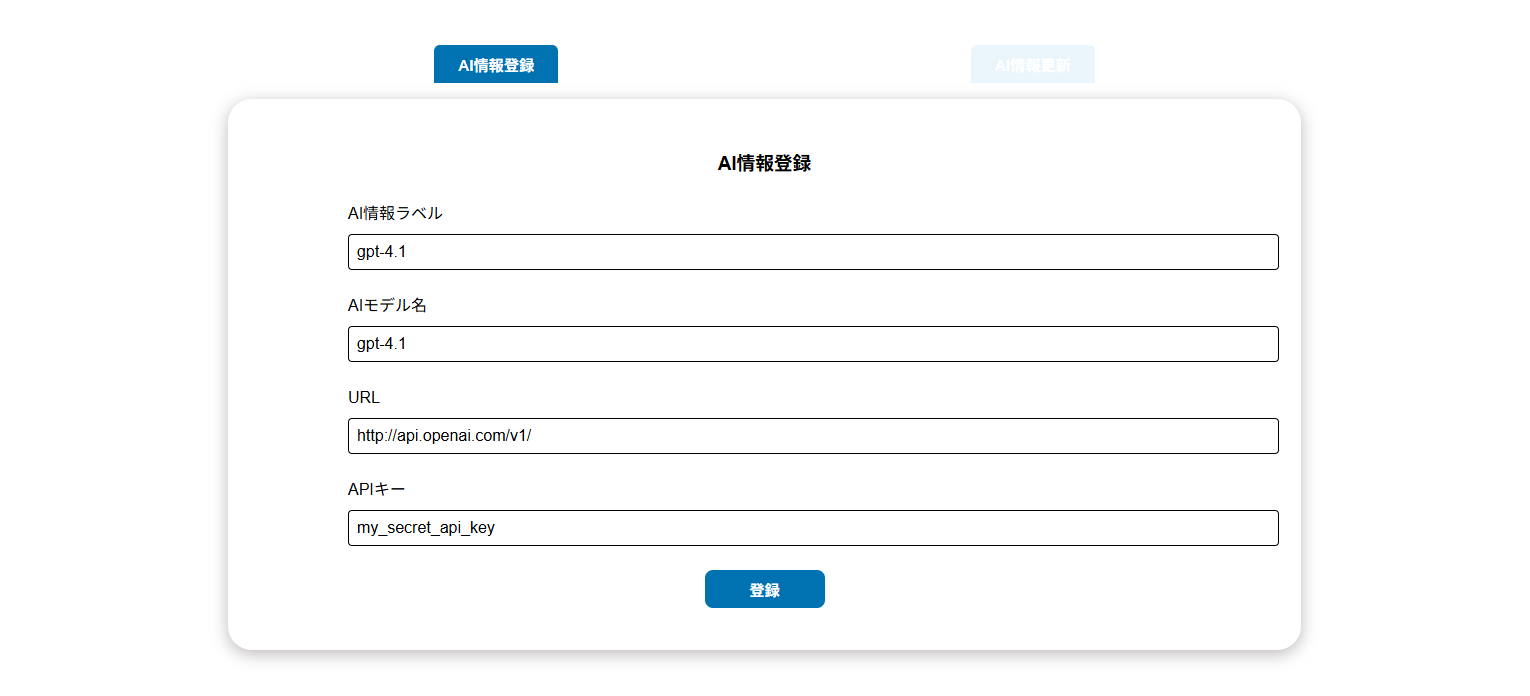 AI情報登録
AI情報更新
AI情報登録
AI情報ラベル
gpt-4.1
AIモデル名
gpt-4.1
URL
http://api.openai.com/v1/
APIキー
my_secret_api_key
登録